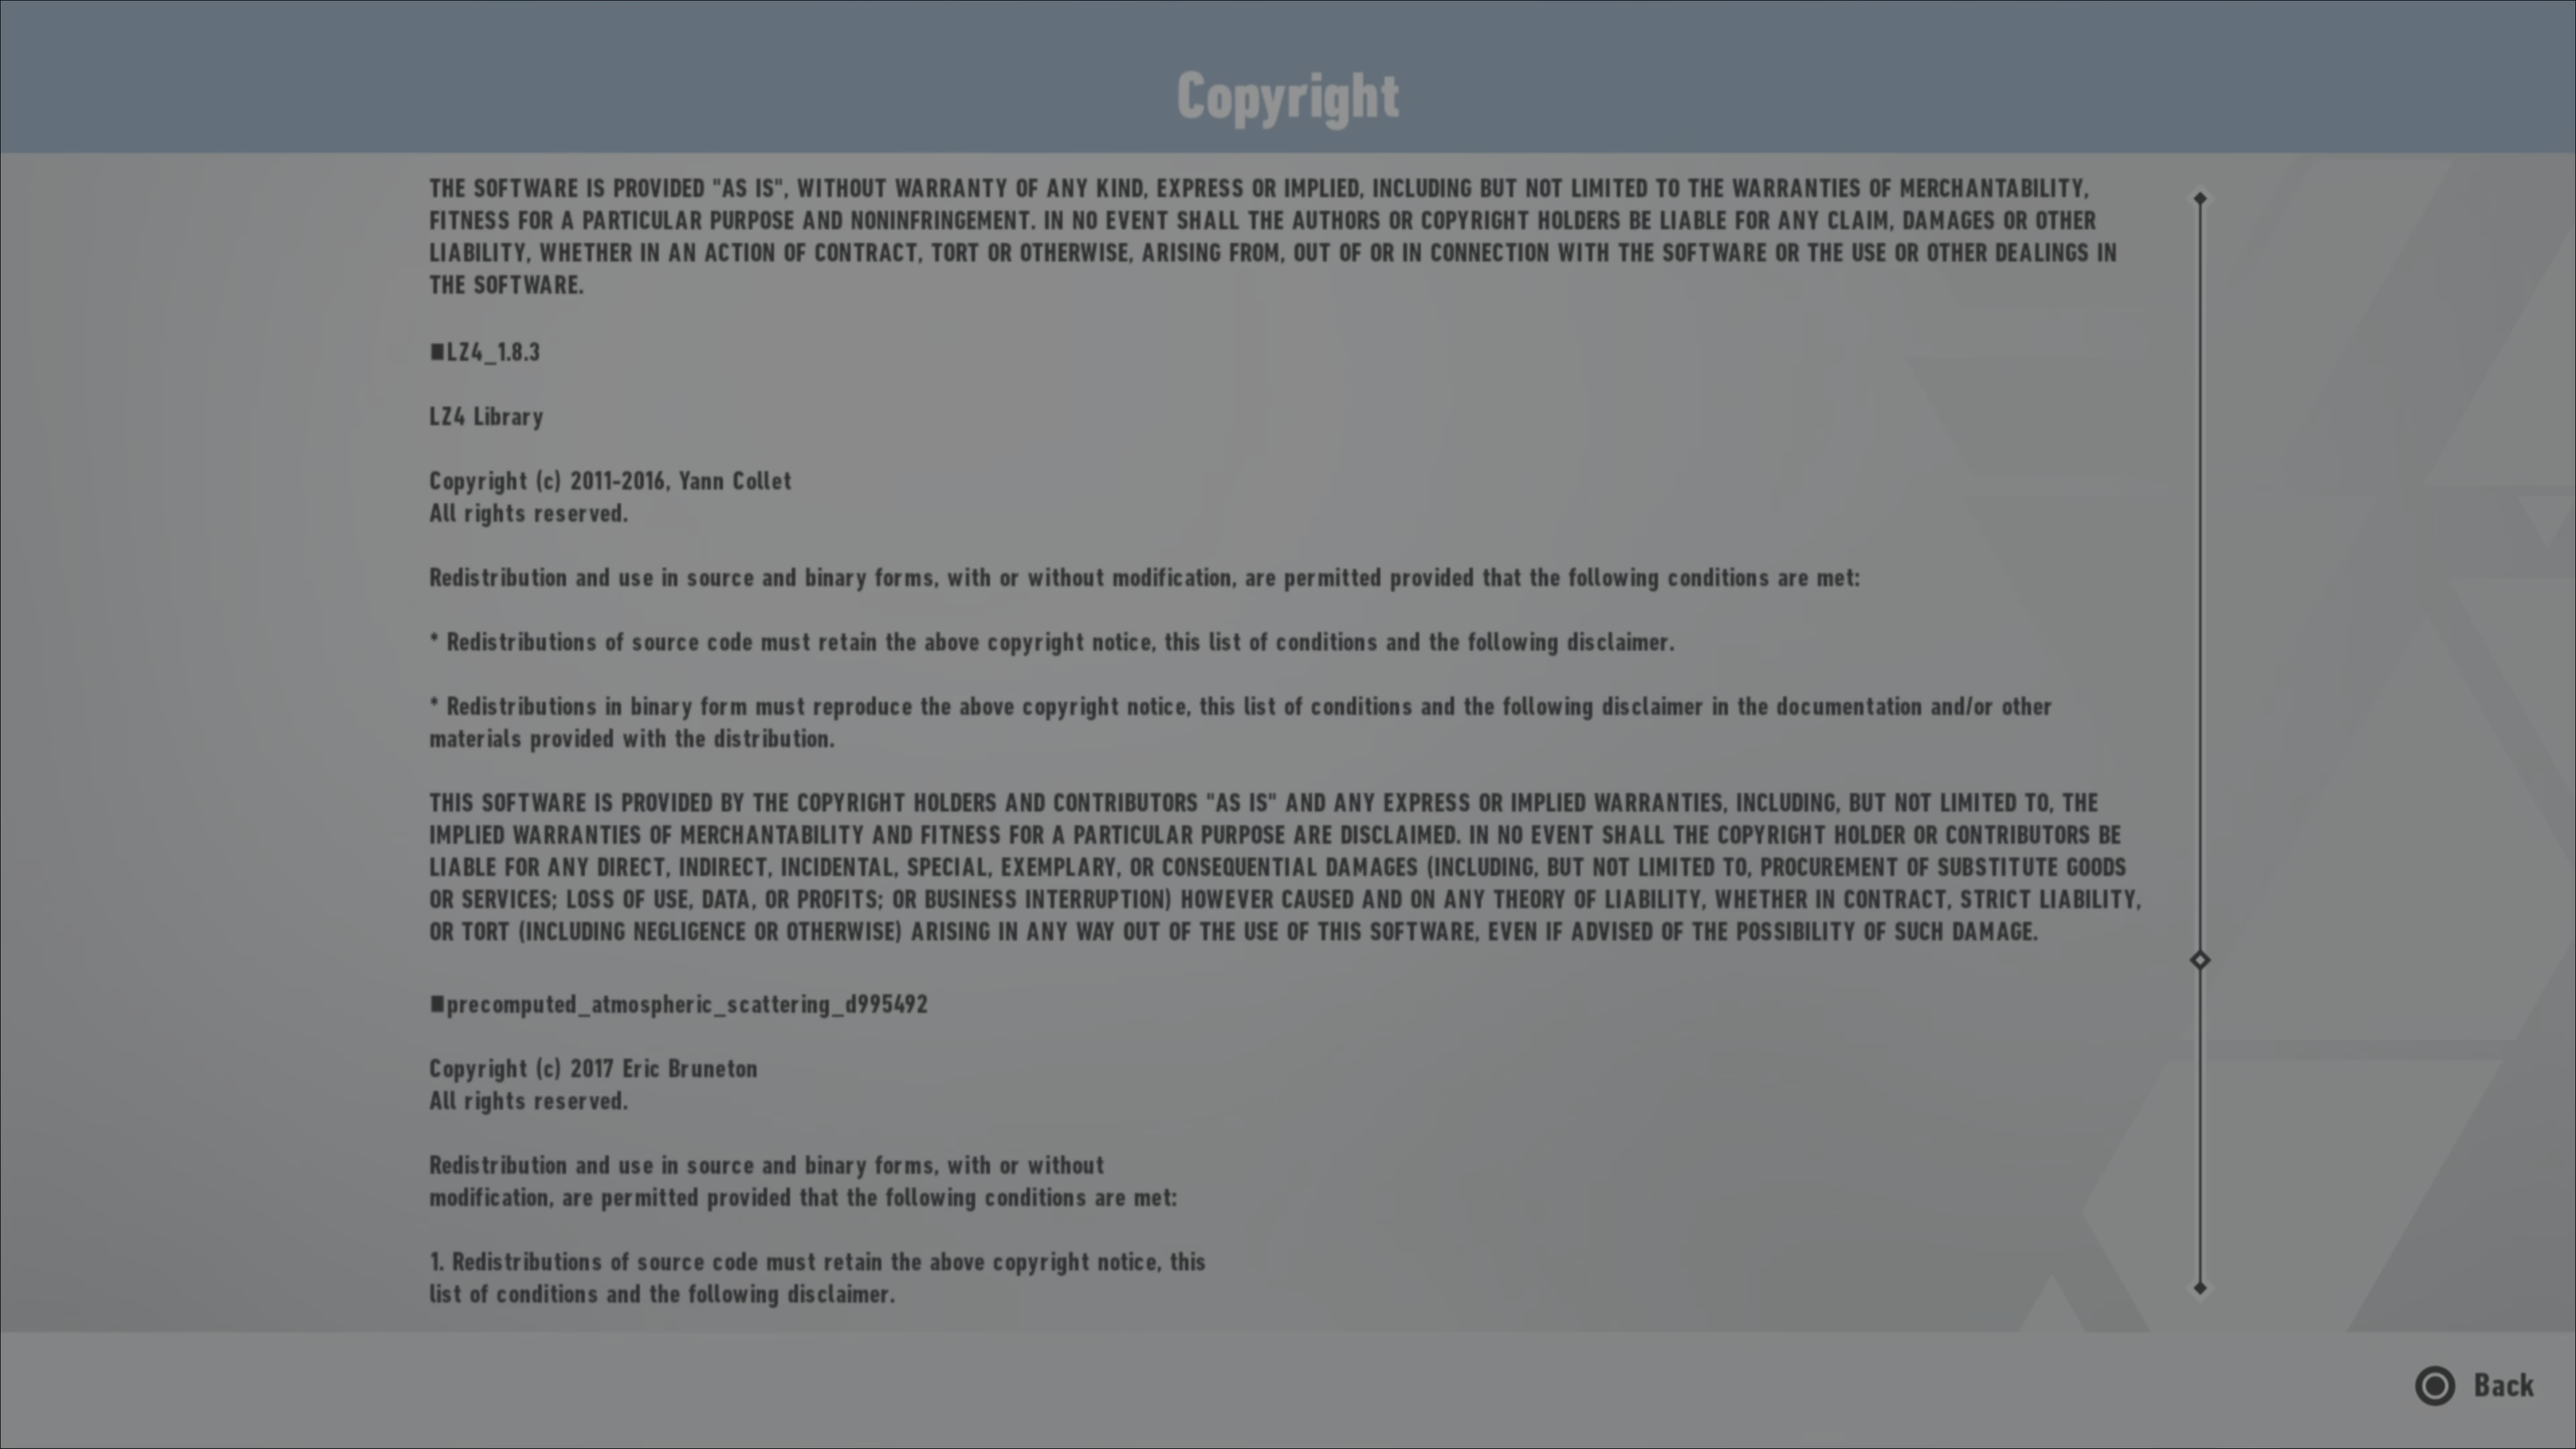 Copyright
THE SOFTWARE IS PROVIDED "AS IS", WITHOUT WARRANTY OF ANY KIND, EXPRESS OR IMPLIED, INCLUDING BUT NOT LIMITED TO THE WARRANTIES OF MERCHANTABILITY,
FITNESS FOR A PARTICULAR PURPOSE AND NONINFRINGEMENT. IN NO EVENT SHALL THE AUTHORS OR COPYRIGHT HOLDERS BE LIABLE FOR ANY CLAIM, DAMAGES OR OTHER
LIABILITY, WHETHER IN AN ACTION OF CONTRACT, TORT OR OTHERWISE, ARISING FROM, OUT OF OR IN CONNECTION WITH THE SOFTWARE OR THE USE OR OTHER DEALINGS IN
THE SOFTWARE.
■LZ4_1.8.3
LZ4 Library
Copyright (c) 2011-2016, Yann Collet
All rights reserved.
Redistribution and use in source and binary forms, with or without modification, are permitted provided that the following conditions are met:
* Redistributions of source code must retain the above copyright notice, this list of conditions and the following disclaimer.
* Redistributions in binary form must reproduce the above copyright notice, this list of conditions and the following disclaimer in the documentation and/or other
materials provided with the distribution.
THIS SOFTWARE IS PROVIDED BY THE COPYRIGHT HOLDERS AND CONTRIBUTORS "AS IS" AND ANY EXPRESS OR IMPLIED WARRANTIES, INCLUDING, BUT NOT LIMITED TO, THE
IMPLIED WARRANTIES OF MERCHANTABILITY AND FITNESS FOR A PARTICULAR PURPOSE ARE DISCLAIMED. IN NO EVENT SHALL THE COPYRIGHT HOLDER OR CONTRIBUTORS BE
LIABLE FOR ANY DIRECT, INDIRECT, INCIDENTAL, SPECIAL, EXEMPLARY, OR CONSEQUENTIAL DAMAGES (INCLUDING, BUT NOT LIMITED TO, PROCUREMENT OF SUBSTITUTE GOODS
OR SERVICES; LOSS OF USE, DATA, OR PROFITS; OR BUSINESS INTERRUPTION) HOWEVER CAUSED AND ON ANY THEORY OF LIABILITY, WHETHER IN CONTRACT, STRICT LIABILITY,
OR TORT (INCLUDING NEGLIGENCE OR OTHERWISE) ARISING IN ANY WAY OUT OF THE USE OF THIS SOFTWARE, EVEN IF ADVISED OF THE POSSIBILITY OF SUCH DAMAGE.
■precomputed_atmospheric_scattering_d995492
Copyright (c) 2017 Eric Bruneton
All rights reserved.
Redistribution and use in source and binary forms, with or without
modification, are permitted provided that the following conditions are met:
1. Redistributions of source code must retain the above copyright notice, this
list of conditions and the following disclaimer.
Back